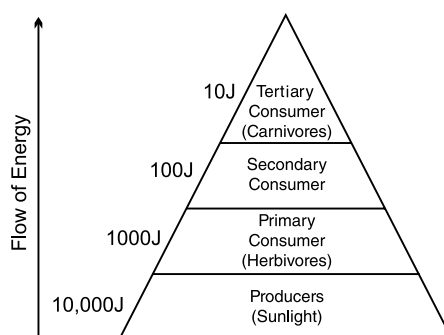 10J
Tertiary
Consumer
(Carnivores)
100J
Secondary
Consumer
1000J
Primary
Consumer
(Herbivores)
10,000J
Producers
(Sunlight)
Flow of Energy